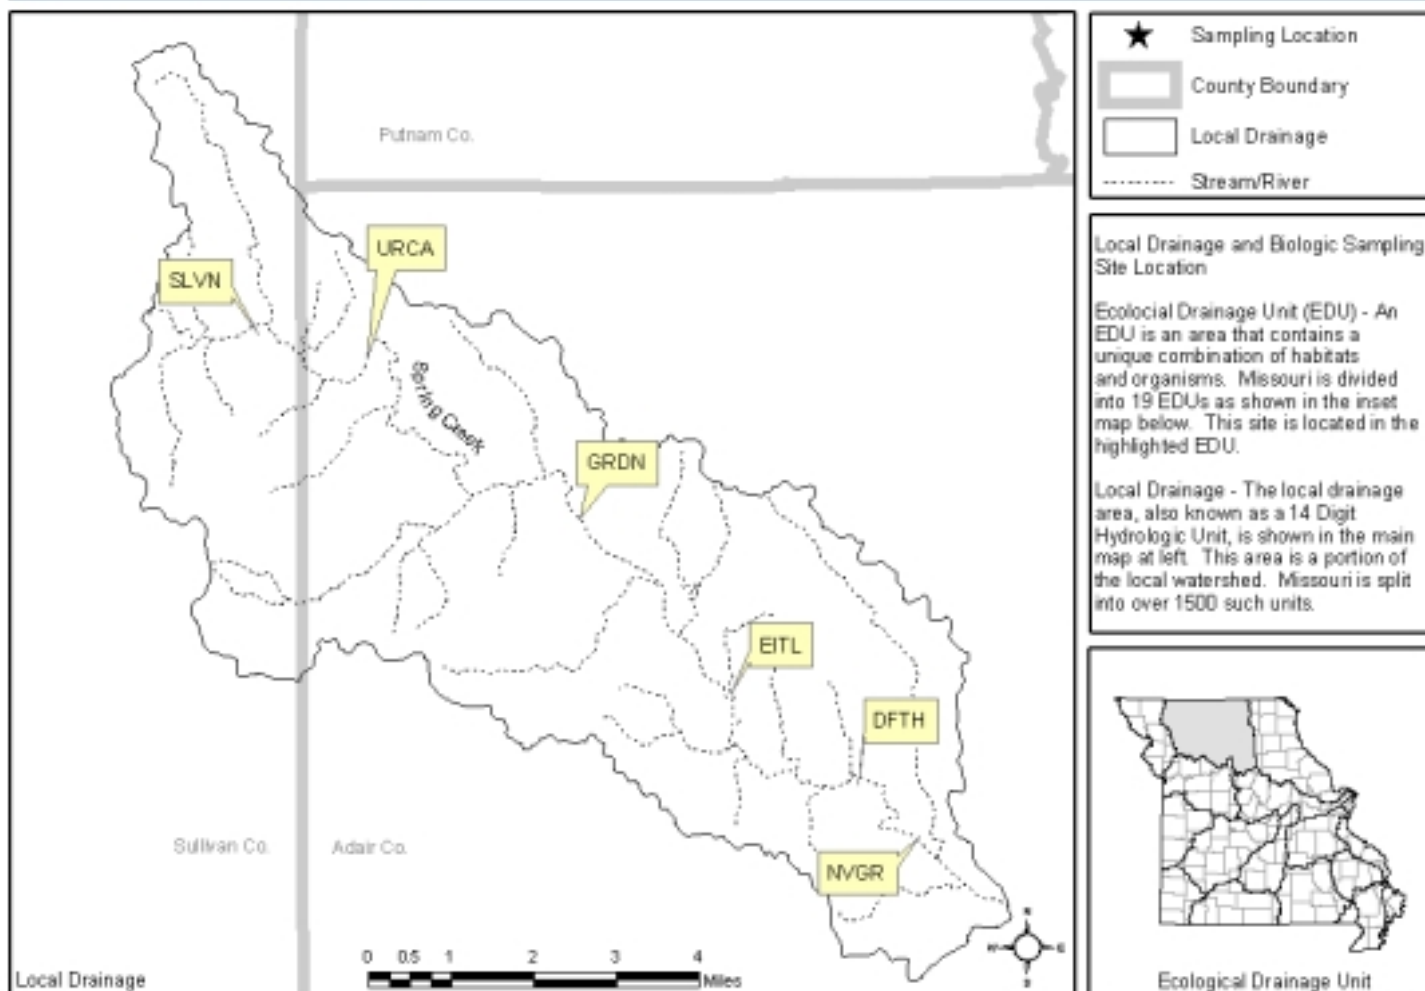 Putnam Co.
URCA
SLVN
Spring Creek
GRDN
EITL
DFTH
NVGR
Sullivan Co.
Adair Co.
N
W
E
S
0 0.5 1 2 3 4
Miles
Local Drainage
Sampling Location
County Boundary
Local Drainage
Stream/River
Local Drainage and Biologic Sampling
Site Location
Ecolocial Drainage Unit (EDU) - An
EDU is an area that contains a
unique combination of habitats
and organisms. Missouri is divided
into 19 EDUs as shown in the inset
map below. This site is located in the
highlighted EDU.
Local Drainage - The local drainage
area, also known as a 14 Digit
Hydrologic Unit, is shown in the main
map at left. This area is a portion of
the local watershed. Missouri is split
into over 1500 such units.
Ecological Drainage Unit